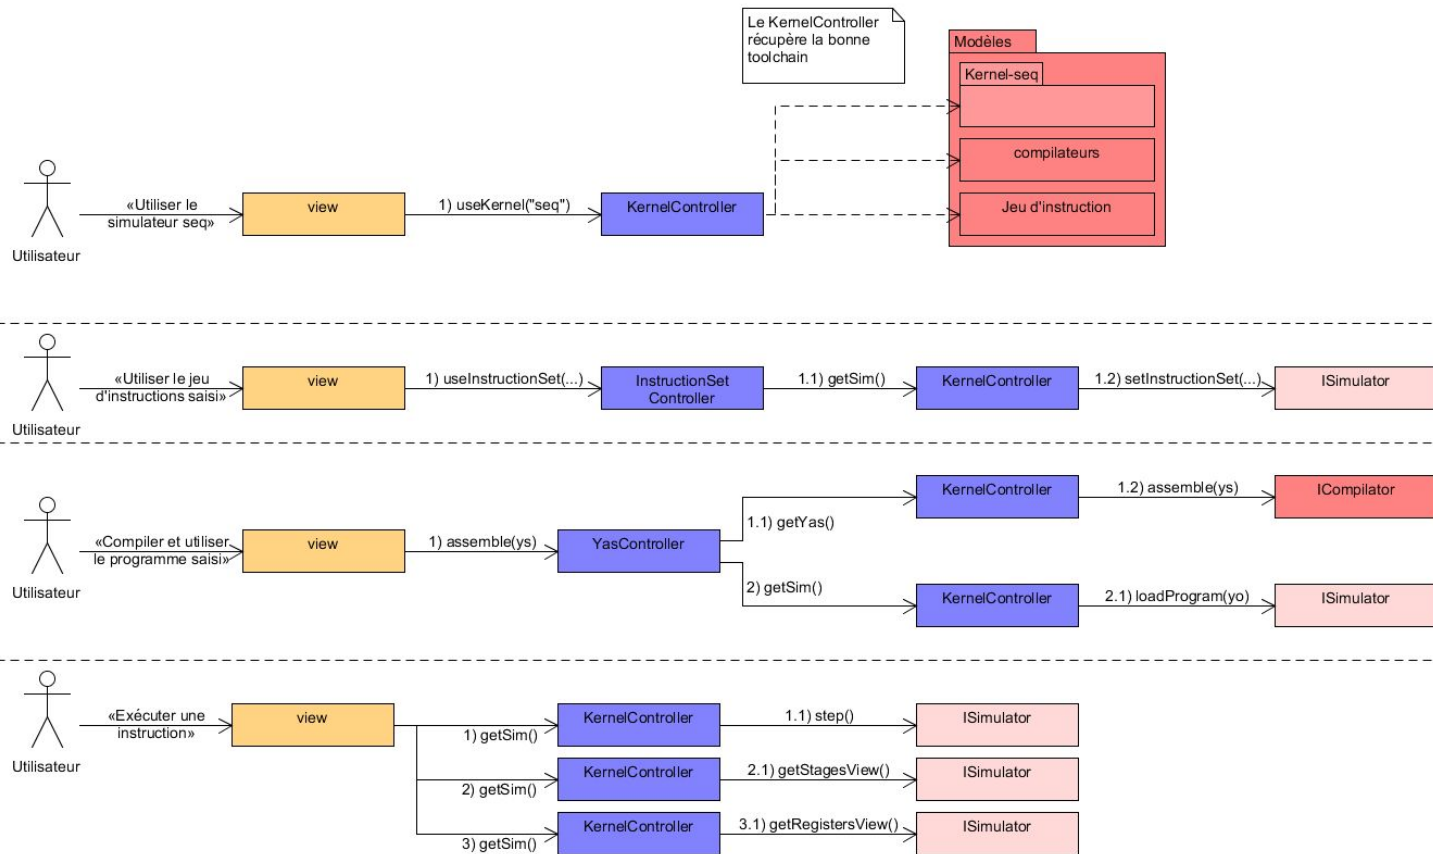 Le KernelController
récupère la bonne
toolchain
Modèles
Kernel-seq
compilateurs
Jeu d'instruction
Utilisateur
«Utiliser le
simulateur seq»
view
1) useKernel("seq")
KernelController
Utilisateur
«Utiliser le jeu
d'instructions saisi»
view
1) useInstructionSet(...)
InstructionSet
Controller
1.1) getSim()
KernelController
1.2) setInstructionSet(...)
ISimulator
Utilisateur
«Compiler et utiliser
le programme saisi»
view
1) assemble(ys)
YasController
1.1) getYas()
KernelController
1.2) assemble(ys)
ICompilator
2) getSim()
KernelController
2.1) loadProgram(yo)
ISimulator
Utilisateur
«Exécuter une
instruction»
view
1) getSim()
KernelController
1.1) step()
ISimulator
2) getSim()
KernelController
2.1) getStagesView()
ISimulator
3) getSim()
KernelController
3.1) getRegistersView()
ISimulator